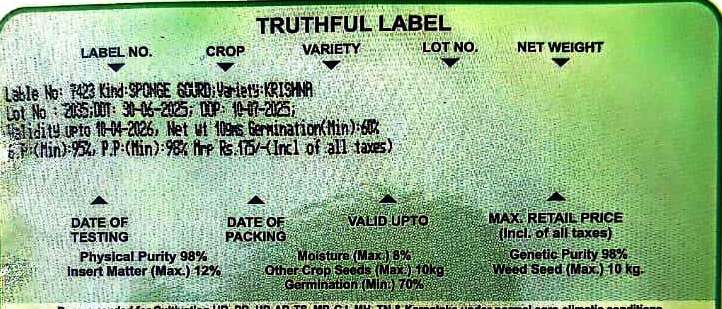 TRUTHFUL LABEL
LABEL NO. CROP VARIETY LOT NO. NET WEIGHT
Lable No: 7423 Kind:SPONGE GOURD;Variety:KRISHNA
Lot No : 2035;DOT: 30-06-2025; DOP: 10-07-2025;
Validity upto 10-04-2026, Net Wt 10gms Germination(Min):60%
G.P:(Min):95%, P.P:(Min):98% Mrp Rs.175/-(Incl of all taxes)
DATE OF TESTING DATE OF PACKING VALID UPTO MAX. RETAIL PRICE (Incl. of all taxes)
Physical Purity 98% Moisture (Max.) 8% Genetic Purity 98%
Insert Matter (Max.) 12% Other Crop Seeds (Max.) 10kg Weed Seed (Max.) 10 kg.
Germination (Min.) 70%